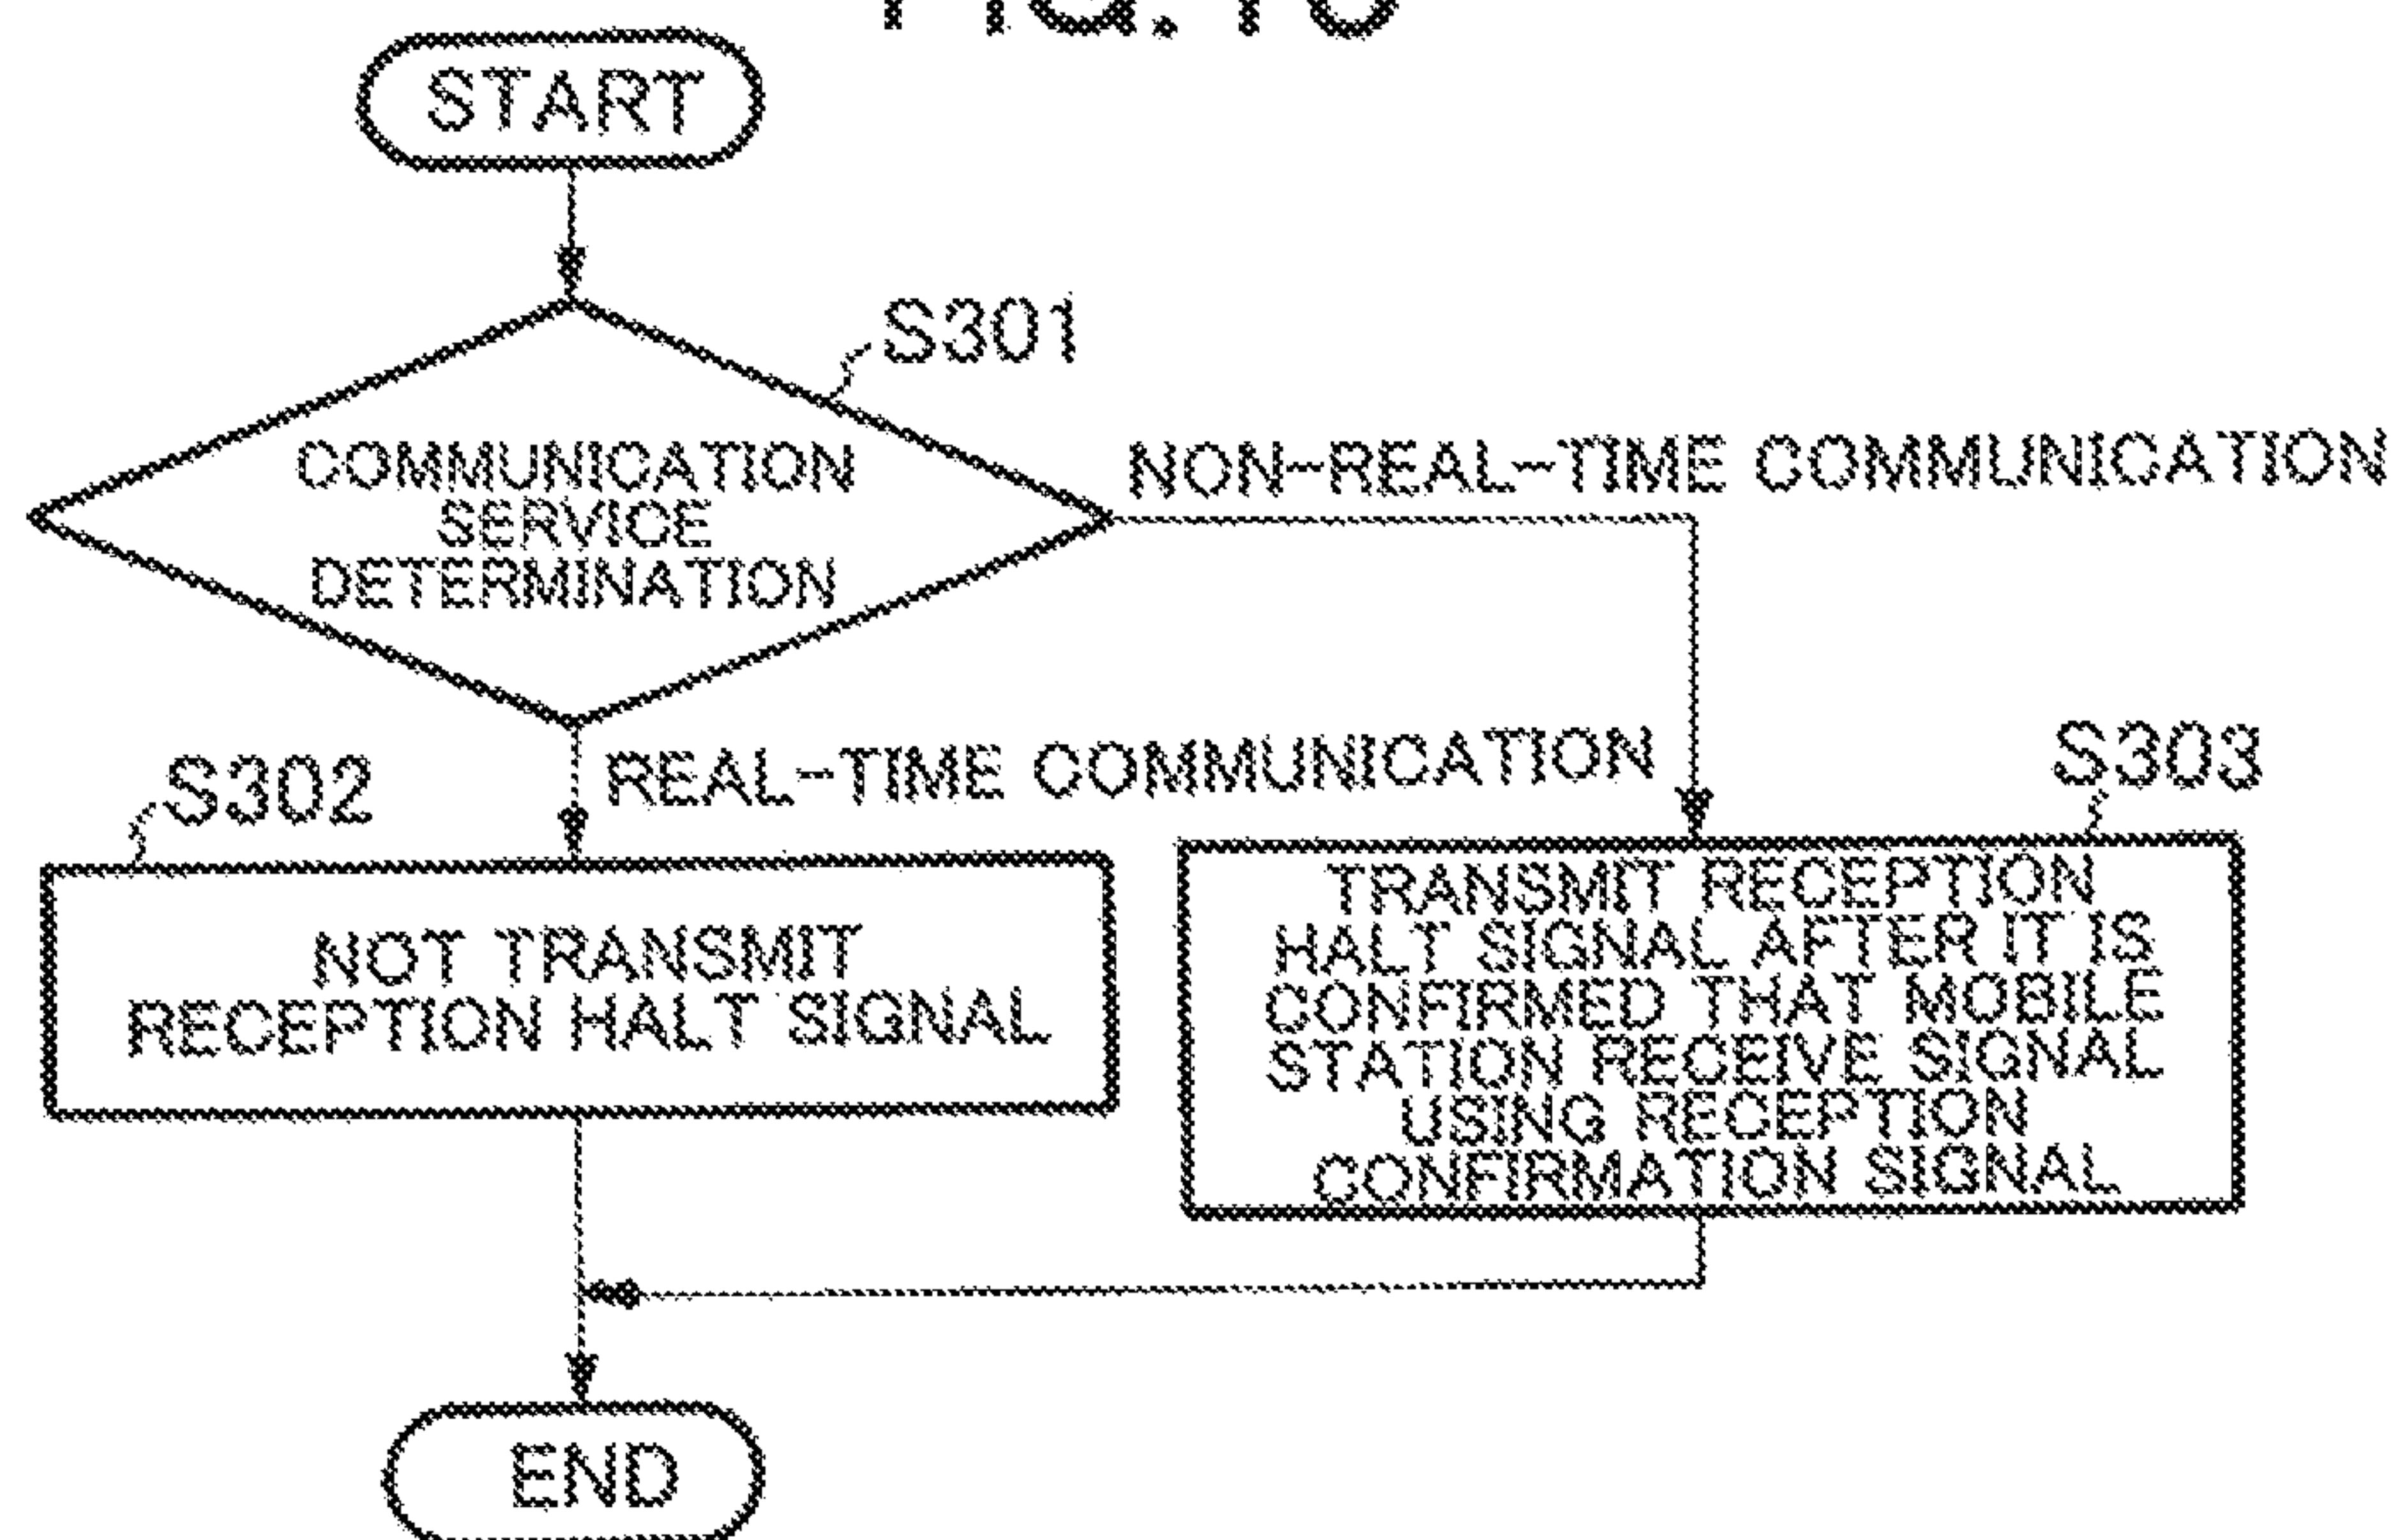 START
S301
COMMUNICATION
SERVICE
DETERMINATION
NON-REAL-TIME COMMUNICATION
REAL-TIME COMMUNICATION
S302
NOT TRANSMIT
RECEPTION HALT SIGNAL
S303
TRANSMIT RECEPTION
HALT SIGNAL AFTER IT IS
CONFIRMED THAT MOBILE
STATION RECEIVE SIGNAL
USING RECEPTION
CONFIRMATION SIGNAL
END